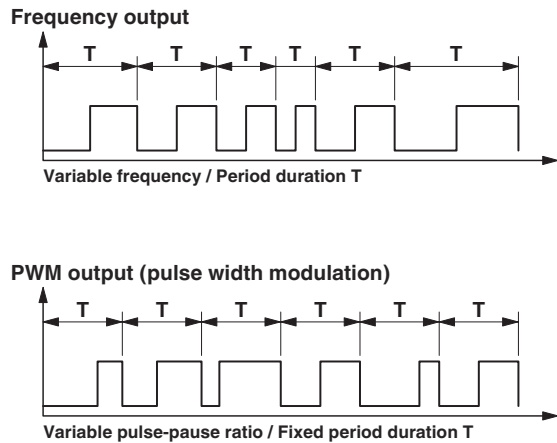 Frequency output
T T T T T T
Variable frequency / Period duration T
PWM output (pulse width modulation)
T T T T T T
Variable pulse-pause ratio / Fixed period duration T